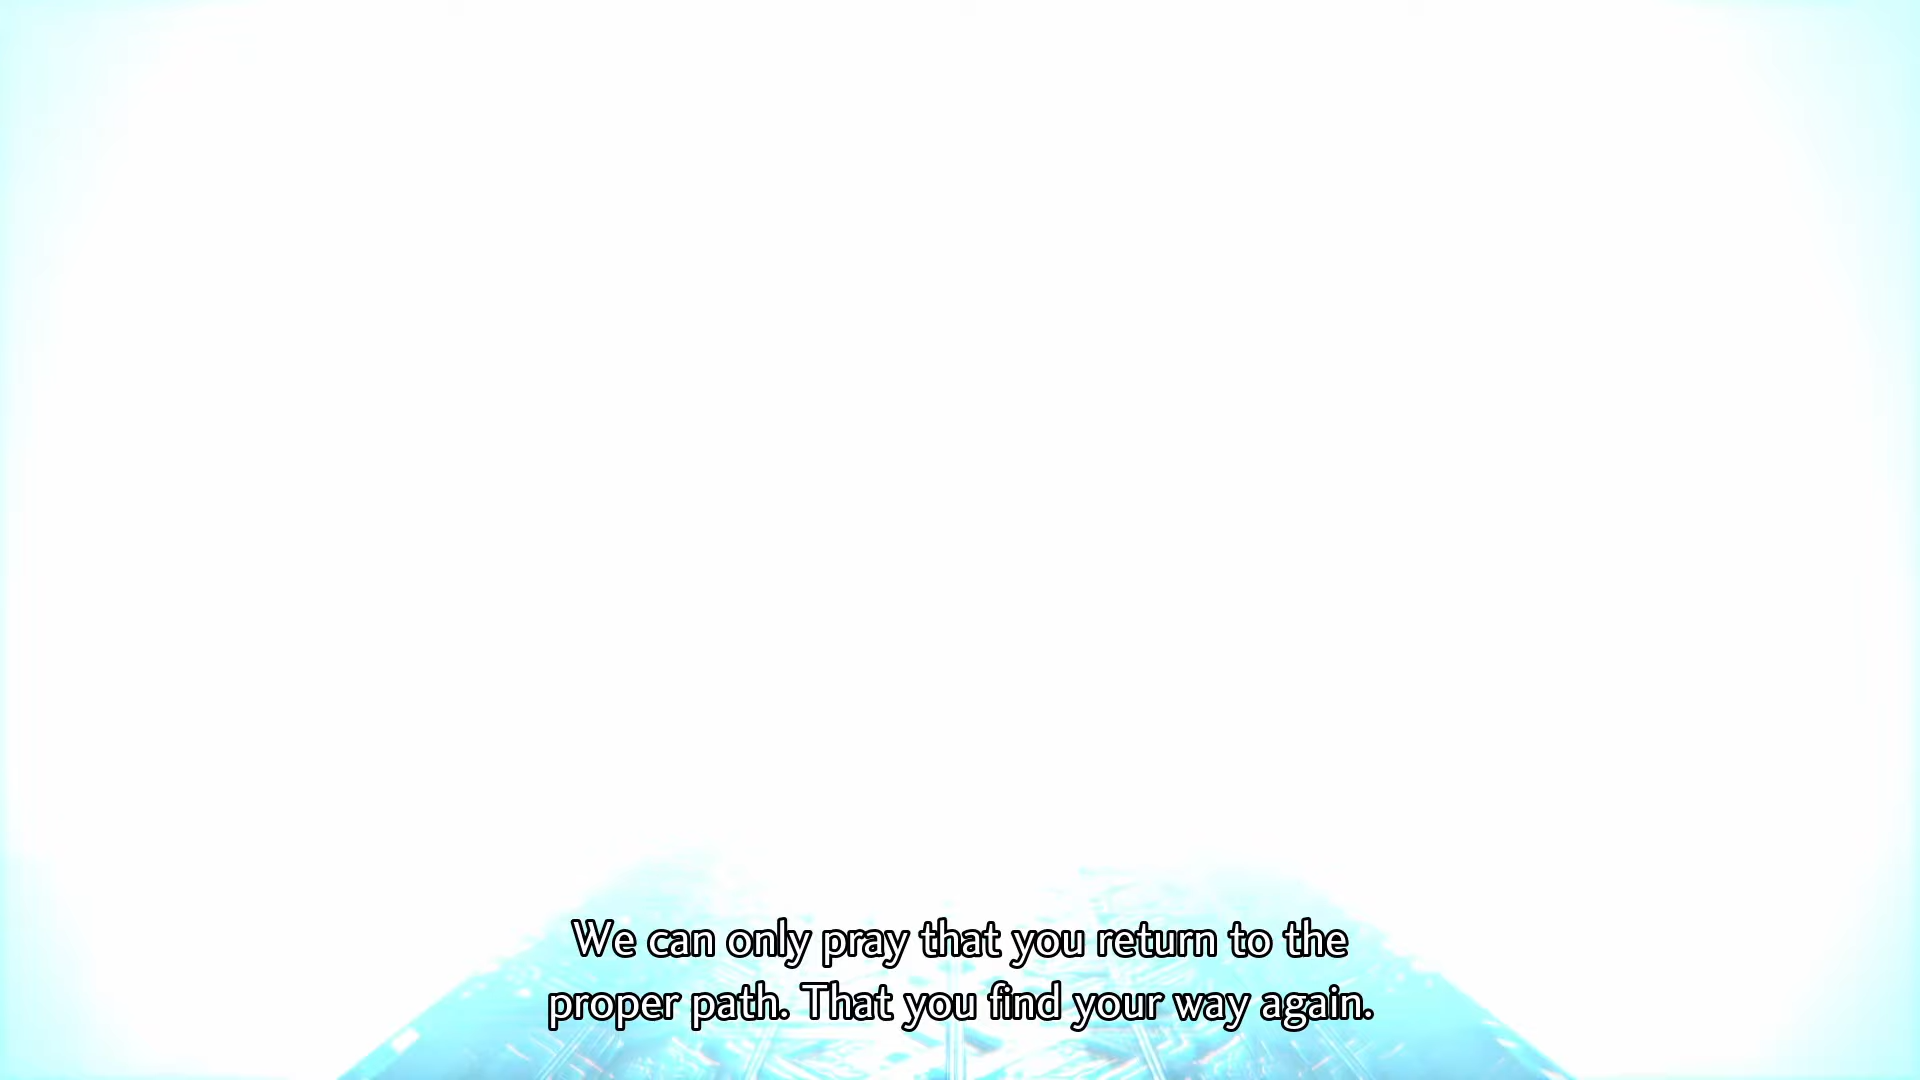 We can only pray that you return to the
proper path. That you find your way again.